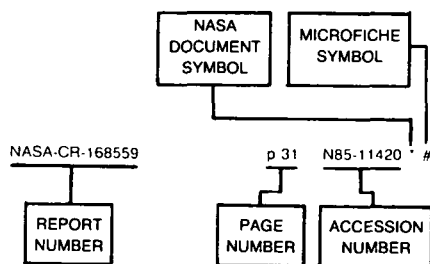 NASA
DOCUMENT
SYMBOL
MICROFICHE
SYMBOL
NASA-CR-168559 p 31 N85-11420 * #
REPORT
NUMBER
PAGE
NUMBER
ACCESSION
NUMBER